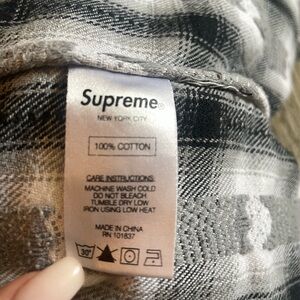 Supreme®
NEW YORK CITY
100% COTTON
CARE INSTRUCTIONS:
MACHINE WASH COLD
DO NOT BLEACH
TUMBLE DRY LOW
IRON USING LOW HEAT
MADE IN CHINA
RN 101837
30°